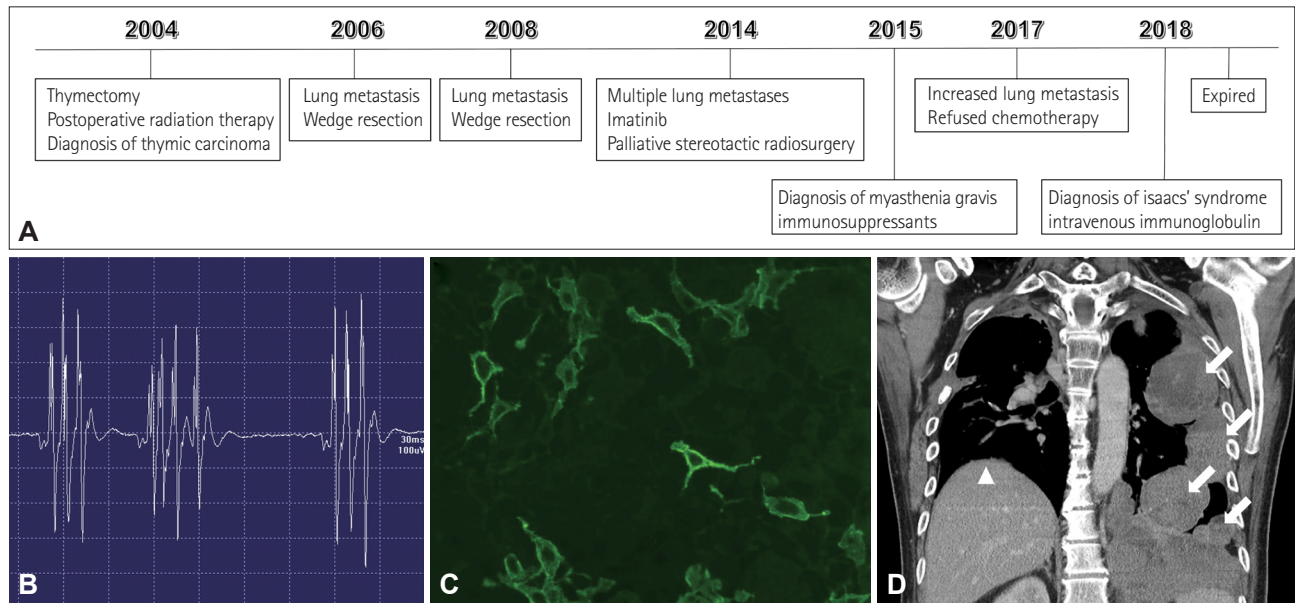 2004
2006
2008
2014
2015
2017
2018
Thymectomy
Postoperative radiation therapy
Diagnosis of thymic carcinoma
Lung metastasis
Wedge resection
Lung metastasis
Wedge resection
Multiple lung metastases
Imatinib
Palliative stereotactic radiosurgery
Increased lung metastasis
Refused chemotherapy
Expired
Diagnosis of myasthenia gravis
immunosuppressants
Diagnosis of isaacs' syndrome
intravenous immunoglobulin
A
30ms
100uV
B
C
D